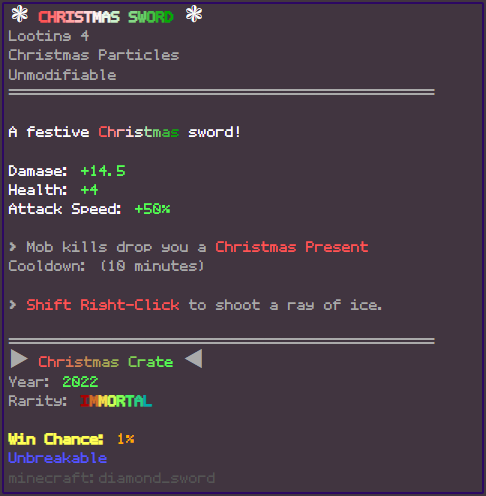 ❃ CHRISTMAS SWORD ❃
Looting 4
Christmas Particles
Unmodifiable
A festive Christmas sword!
Damage: +14.5
Health: +4
Attack Speed: +50%
> Mob kills drop you a Christmas Present
Cooldown: (10 minutes)
> Shift Right-Click to shoot a ray of ice.
▶ Christmas Crate ◀
Year: 2022
Rarity: IMMORTAL
Win Chance: 1%
Unbreakable
minecraft:diamond_sword